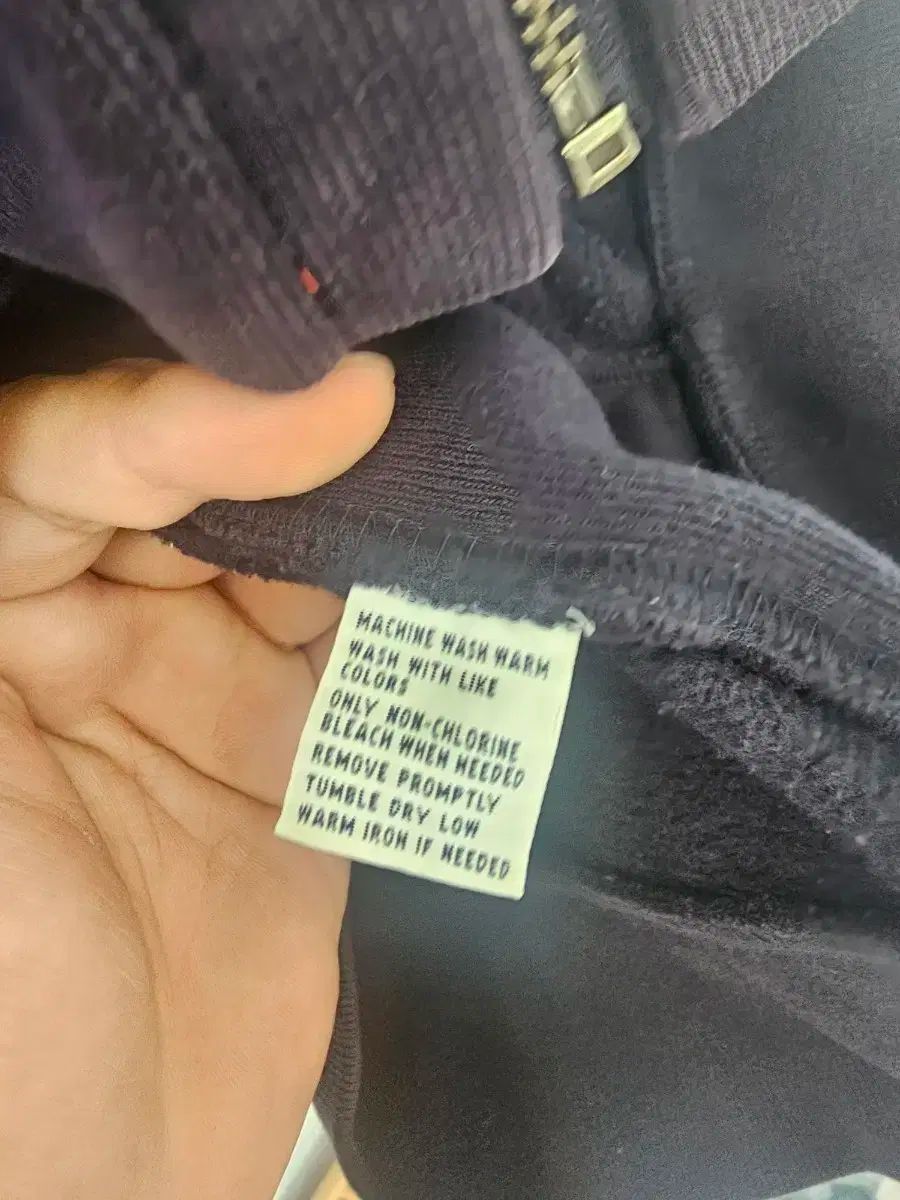 MACHINE WASH WARM
WASH WITH LIKE
COLORS
ONLY NON-CHLORINE
BLEACH WHEN NEEDED
REMOVE PROMPTLY
TUMBLE DRY LOW
WARM IRON IF NEEDED